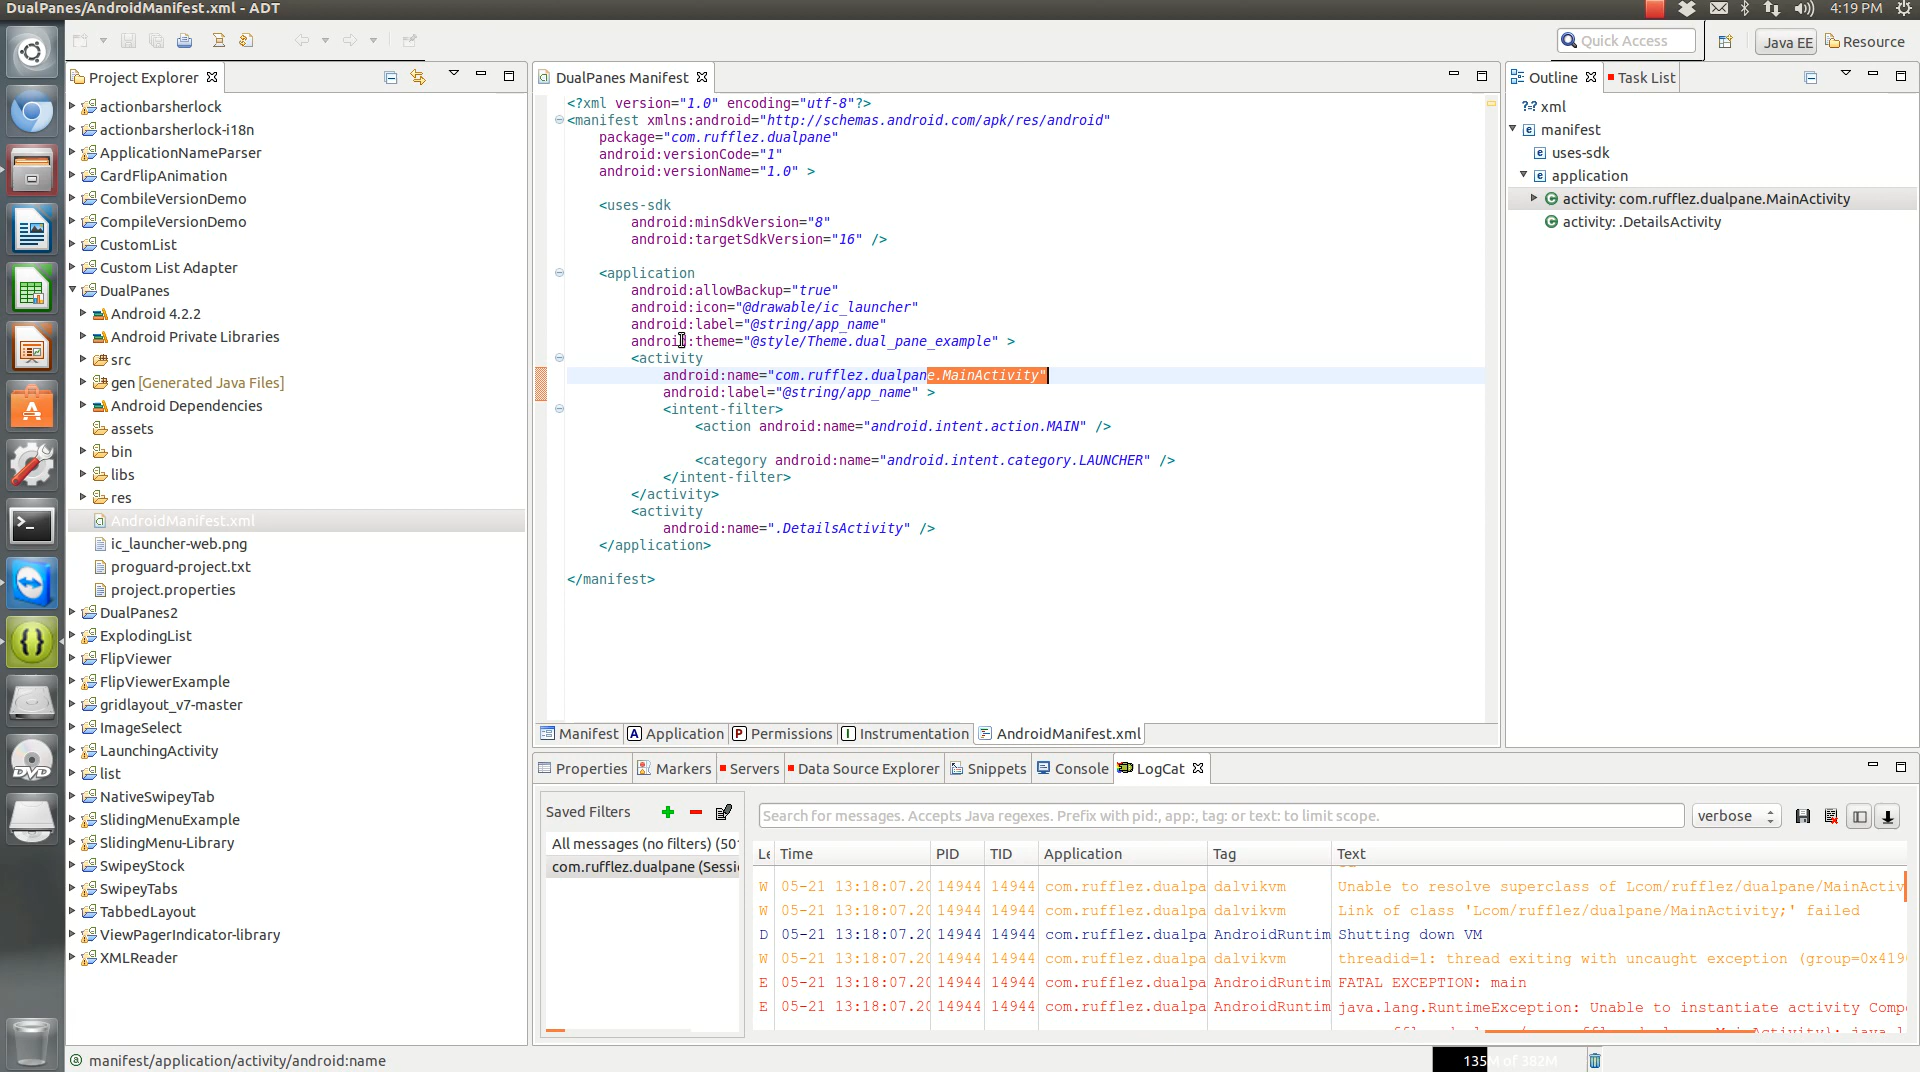 DualPanes/AndroidManifest.xml - ADT
4:19 PM
Quick Access
Java EE
Resource
Project Explorer
actionbarsherlock
actionbarsherlock-i18n
ApplicationNameParser
CardFlipAnimation
CombileVersionDemo
CompileVersionDemo
CustomList
Custom List Adapter
DualPanes
Android 4.2.2
Android Private Libraries
src
gen [Generated Java Files]
Android Dependencies
assets
bin
libs
res
AndroidManifest.xml
ic_launcher-web.png
proguard-project.txt
project.properties
DualPanes2
ExplodingList
FlipViewer
FlipViewerExample
gridlayout_v7-master
ImageSelect
LaunchingActivity
list
NativeSwipeyTab
SlidingMenuExample
SlidingMenu-Library
SwipeyStock
SwipeyTabs
TabbedLayout
ViewPagerIndicator-library
XMLReader
DualPanes Manifest
<?xml version="1.0" encoding="utf-8"?>
<manifest xmlns:android="http://schemas.android.com/apk/res/android"
package="com.rufflez.dualpane"
android:versionCode="1"
android:versionName="1.0" >
<uses-sdk
android:minSdkVersion="8"
android:targetSdkVersion="16" />
<application
android:allowBackup="true"
android:icon="@drawable/ic_launcher"
android:label="@string/app_name"
android:theme="@style/Theme.dual_pane_example" >
<activity
android:name="com.rufflez.dualpane.MainActivity"
android:label="@string/app_name" >
<intent-filter>
<action android:name="android.intent.action.MAIN" />
<category android:name="android.intent.category.LAUNCHER" />
</intent-filter>
</activity>
<activity
android:name=".DetailsActivity" />
</application>
</manifest>
Manifest
Application
Permissions
Instrumentation
AndroidManifest.xml
Outline
Task List
xml
manifest
uses-sdk
application
activity: com.rufflez.dualpane.MainActivity
activity: .DetailsActivity
Properties
Markers
Servers
Data Source Explorer
Snippets
Console
LogCat
Saved Filters
All messages (no filters) (50
com.rufflez.dualpane (Sessi
Search for messages. Accepts Java regexes. Prefix with pid:, app:, tag: or text: to limit scope.
verbose
Le Time PID TID Application Tag Text
W 05-21 13:18:07.20 14944 14944 com.rufflez.dualpa dalvikvm Unable to resolve superclass of Lcom/rufflez/dualpane/MainActiv
W 05-21 13:18:07.20 14944 14944 com.rufflez.dualpa dalvikvm Link of class 'Lcom/rufflez/dualpane/MainActivity;' failed
D 05-21 13:18:07.20 14944 14944 com.rufflez.dualpa AndroidRuntim Shutting down VM
W 05-21 13:18:07.20 14944 14944 com.rufflez.dualpa dalvikvm threadid=1: thread exiting with uncaught exception (group=0x419
E 05-21 13:18:07.20 14944 14944 com.rufflez.dualpa AndroidRuntim FATAL EXCEPTION: main
E 05-21 13:18:07.20 14944 14944 com.rufflez.dualpa AndroidRuntim java.lang.RuntimeException: Unable to instantiate activity Comp
manifest/application/activity/android:name
135M of 382M